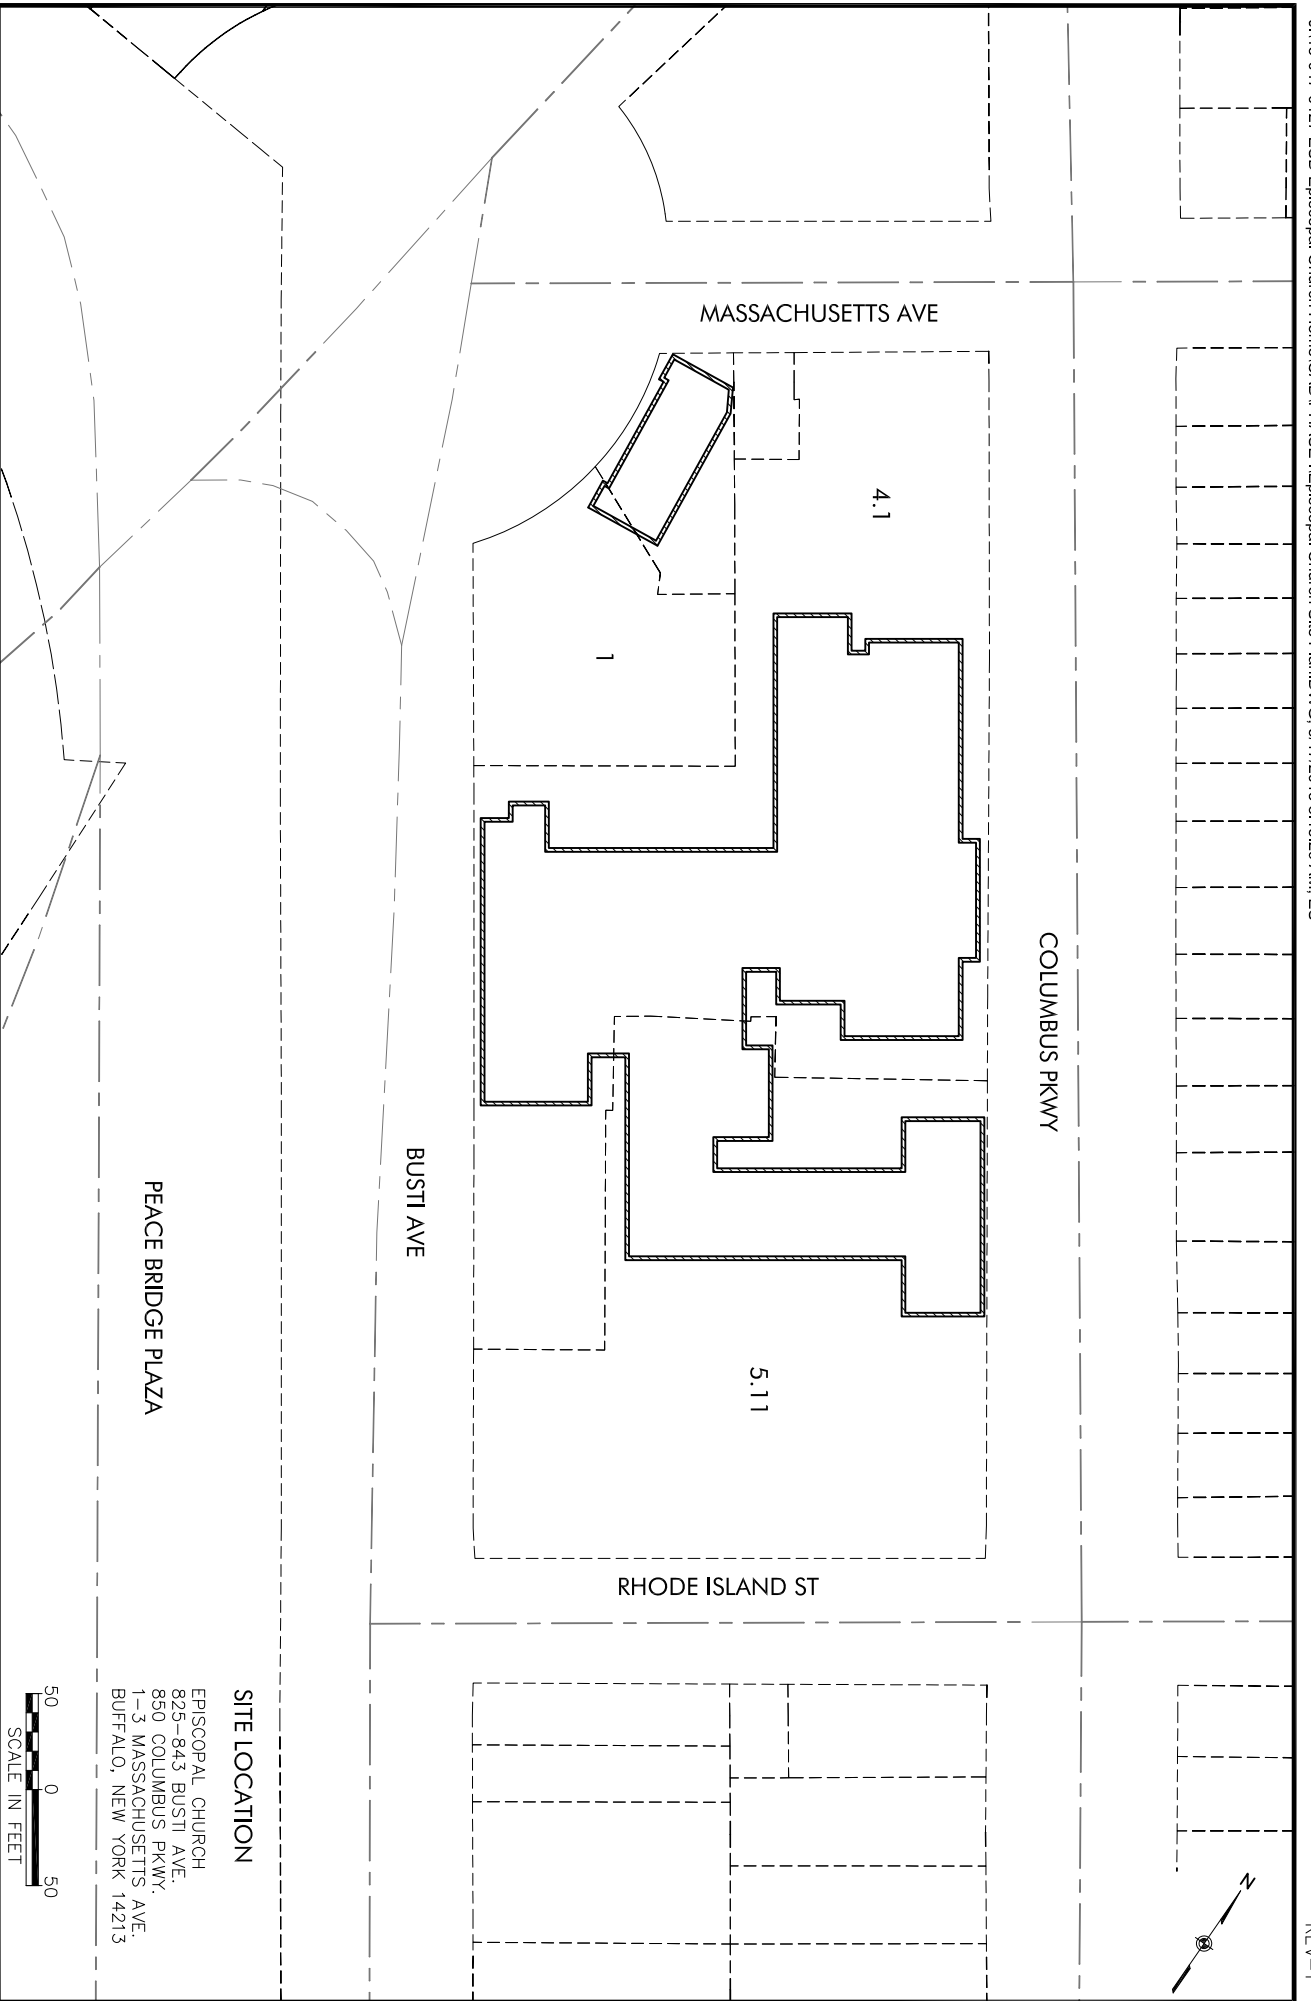 MASSACHUSETTS AVE
4.1
1
COLUMBUS PKWY
BUSTI AVE
PEACE BRIDGE PLAZA
5.11
RHODE ISLAND ST
SITE LOCATION
EPISCOPAL CHURCH
825-843 BUSTI AVE.
850 COLUMBUS PKWY.
1-3 MASSACHUSETTS AVE.
BUFFALO, NEW YORK 14213
50 0 50
SCALE IN FEET
N